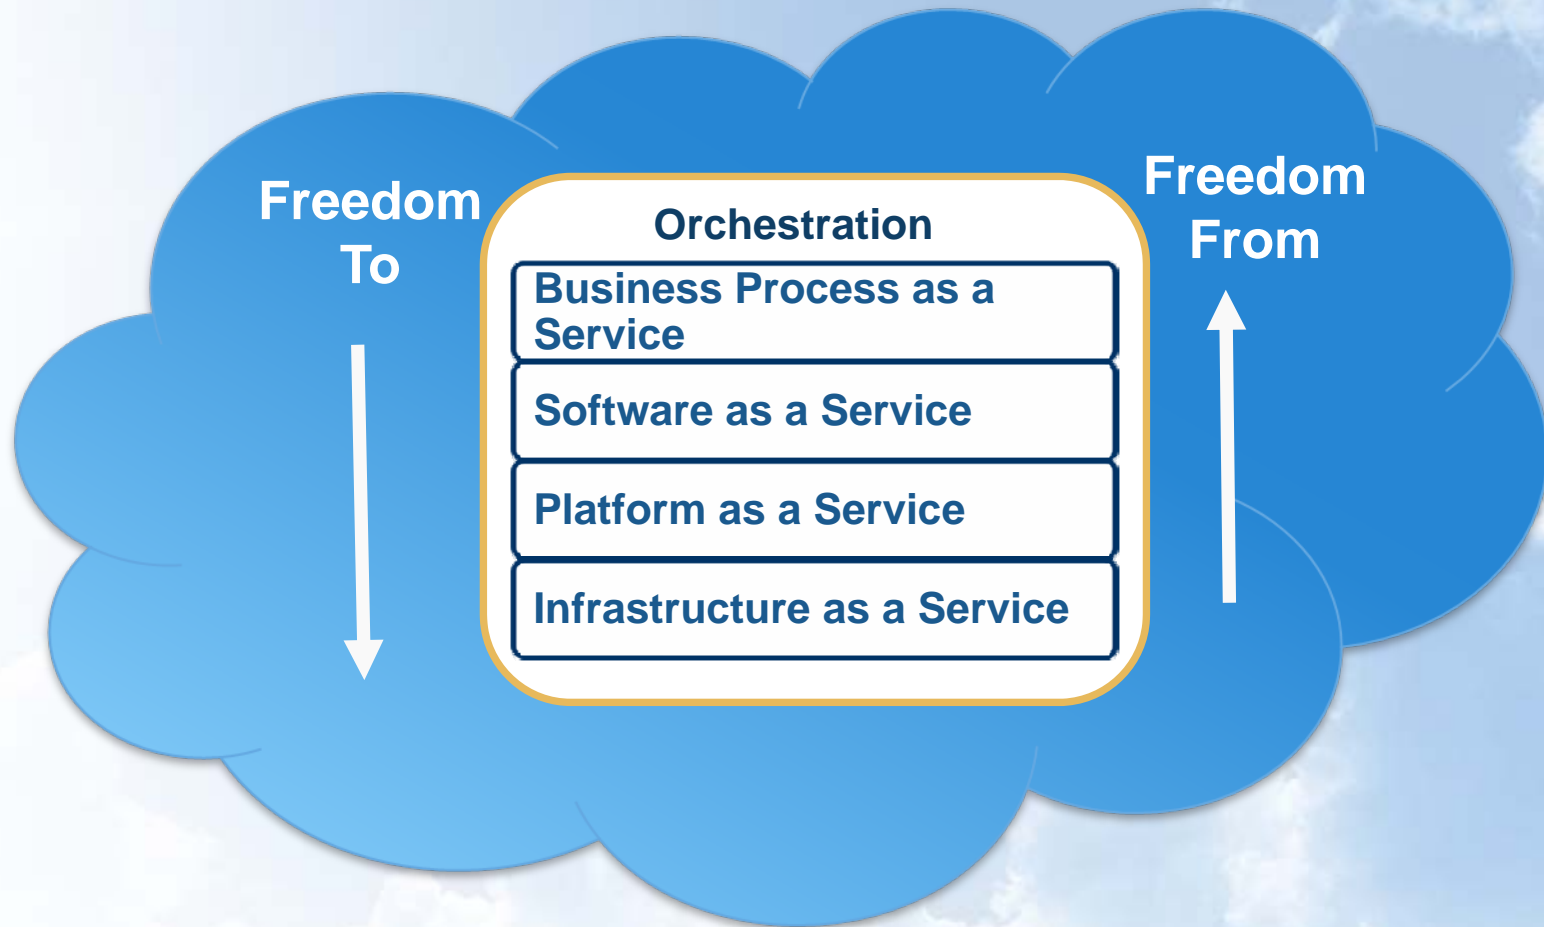 Freedom
To
Orchestration
Business Process as a
Service
Software as a Service
Platform as a Service
Infrastructure as a Service
Freedom
From